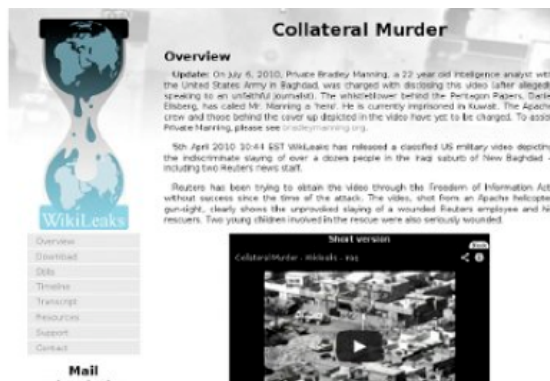 Collateral Murder
Overview
Update: On July 6, 2010, Private Bradley Manning, a 22 year old intelligence analyst with
the United States Army in Baghdad, was charged with disclosing this video (after allegedly
speaking to an unfaithful journalist). The whistleblower behind the Pentagon Papers, Daniel
Ellsberg, has called Mr. Manning a 'hero'. He is currently imprisoned in Kuwait. The Apache
crew and those behind the cover up depicted in the video have yet to be charged. To assist
Private Manning, please see bradleymanning.org.
5th April 2010 10:44 EST WikiLeaks has released a classified US military video depicting
the indiscriminate slaying of over a dozen people in the Iraqi suburb of New Baghdad -
including two Reuters news staff.
Reuters has been trying to obtain the video through the Freedom of Information Act,
without success since the time of the attack. The video, shot from an Apache helicopter
gun-sight, clearly shows the unprovoked slaying of a wounded Reuters employee and his
rescuers. Two young children involved in the rescue were also seriously wounded.
WikiLeaks
Overview
Download
Stills
Timeline
Transcript
Resources
Support
Contact
Mail
Short version
Collateral Murder - Wikileaks - Iraq